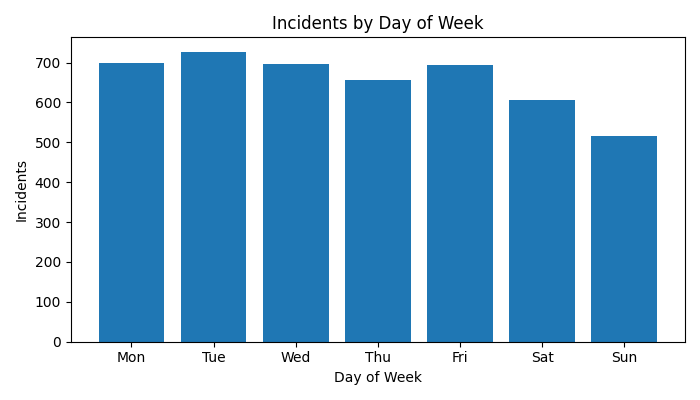 Incidents by Day of Week
700
600
500
400
300
200
100
0
Incidents
Mon Tue Wed Thu Fri Sat Sun
Day of Week